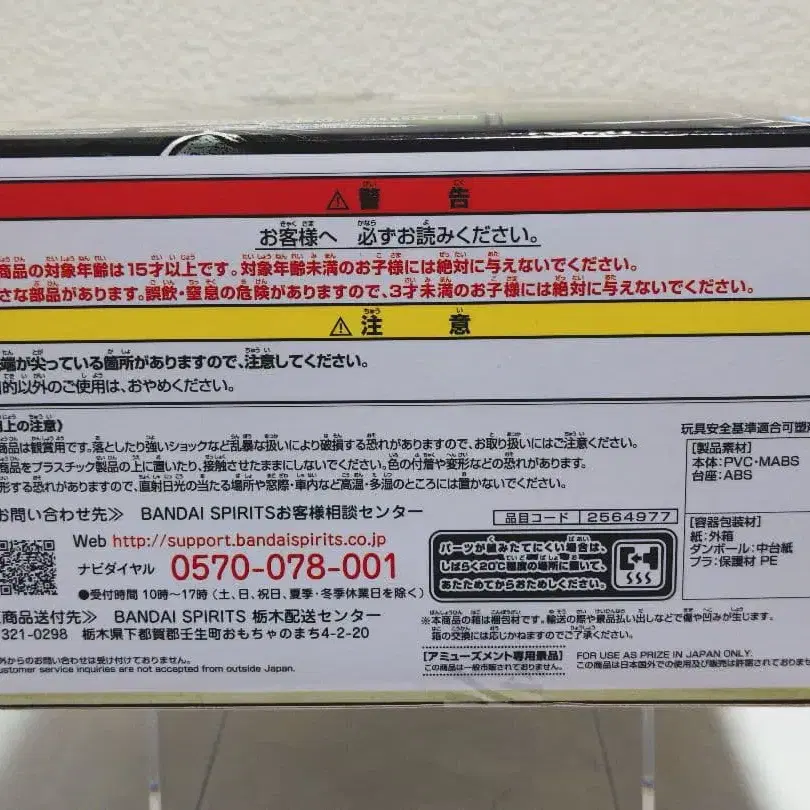 ⚠警告
お客様へ 必ずお読みください。
商品の対象年齢は15才以上です。対象年齢未満のお子様には絶対に与えないでください。
さな部品があります。誤飲・窒息の危険がありますので、3才未満のお子様には絶対に与えないでください。
⚠注意
端が尖っている箇所がありますので、注意してください。
的以外のご使用は、おやめください。
上の注意》
商品は観賞用です。落としたり強いショックなど乱暴な扱いにより破損する恐れがありますので、お取り扱いにはご注意ください。
商品をプラスチック製品の上に置いたり、接触させたままにしないでください。色の付着や変形などの恐れがあります。
形する恐れがありますので、直射日光の当たる場所や窓際・車内など高温・多湿のところには置かないでください。
お問い合わせ先≫ BANDAI SPIRITSお客様相談センター
Web http://support.bandaispirits.co.jp
ナビダイヤル 0570-078-001
●受付時間 10時〜17時(土、日、祝日、夏季・冬季休業日を除く)
商品送付先≫ BANDAI SPIRITS 栃木配送センター
321-0298 栃木県下都賀郡壬生町おもちゃのまち4-2-20
外からのお問い合わせは受け付けておりません。
ustomer service inquiries are not accepted from outside Japan.
品目コード 2564977
パーツが組みたてにくい場合は、
しばらく20℃程度の場所に置いて、
あたためてからおためしください。
※本商品の箱は梱包材です。輸送の際や景品払い出しなどで傷や凹みが生じます。
箱の交換には応じかねますのでご了承ください。
【アミューズメント専用景品】
この商品は一般市販されておりません。
FOR USE AS PRIZE IN JAPAN ONLY.
この商品は日本国外での使用及び販売は許諾されており
玩具安全基準適合可塑
[製品素材]
本体:PVC・MABS
台座:ABS
[容器包装材]
紙:外箱
ダンボール:中台紙
プラ:保護材 PE